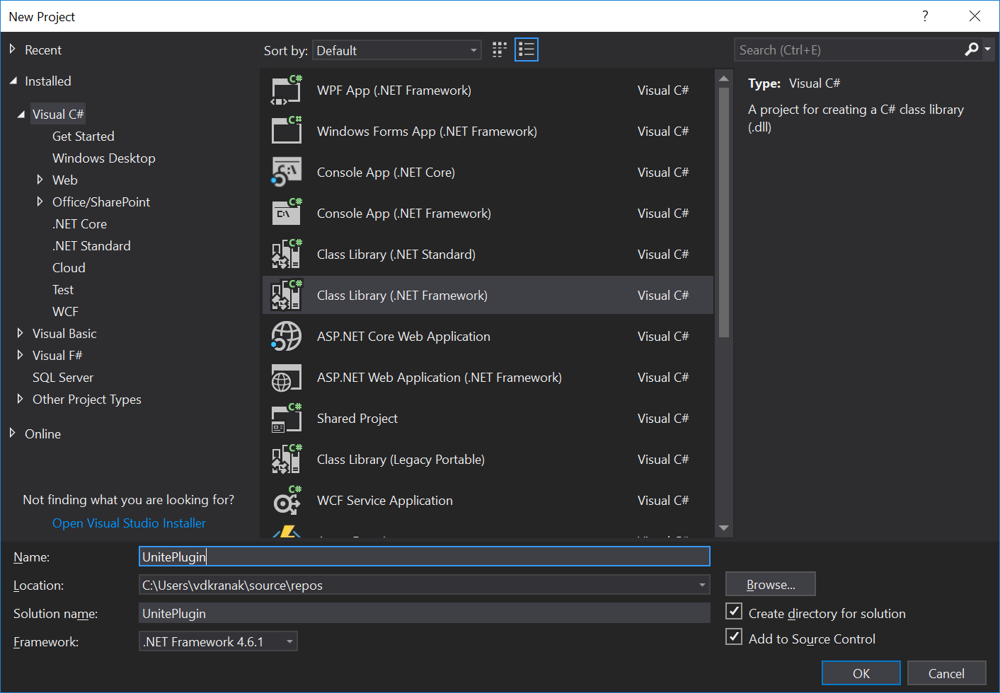 New Project
?
Recent
Installed
Visual C#
Get Started
Windows Desktop
Web
Office/SharePoint
.NET Core
.NET Standard
Cloud
Test
WCF
Visual Basic
Visual F#
SQL Server
Other Project Types
Online
Not finding what you are looking for?
Open Visual Studio Installer
Sort by: Default
C# WPF App (.NET Framework) Visual C#
C# Windows Forms App (.NET Framework) Visual C#
C:\ Console App (.NET Core) Visual C#
C# C:\ Console App (.NET Framework) Visual C#
C# Class Library (.NET Standard) Visual C#
C# Class Library (.NET Framework) Visual C#
ASP.NET Core Web Application Visual C#
ASP.NET Web Application (.NET Framework) Visual C#
C# Shared Project Visual C#
C# Class Library (Legacy Portable) Visual C#
C# WCF Service Application Visual C#
Search (Ctrl+E)
Type: Visual C#
A project for creating a C# class library
(.dll)
Name: UnitePlugin
Location: C:\Users\vdkranak\source\repos
Browse...
Solution name: UnitePlugin
Create directory for solution
Framework: .NET Framework 4.6.1
Add to Source Control
OK Cancel